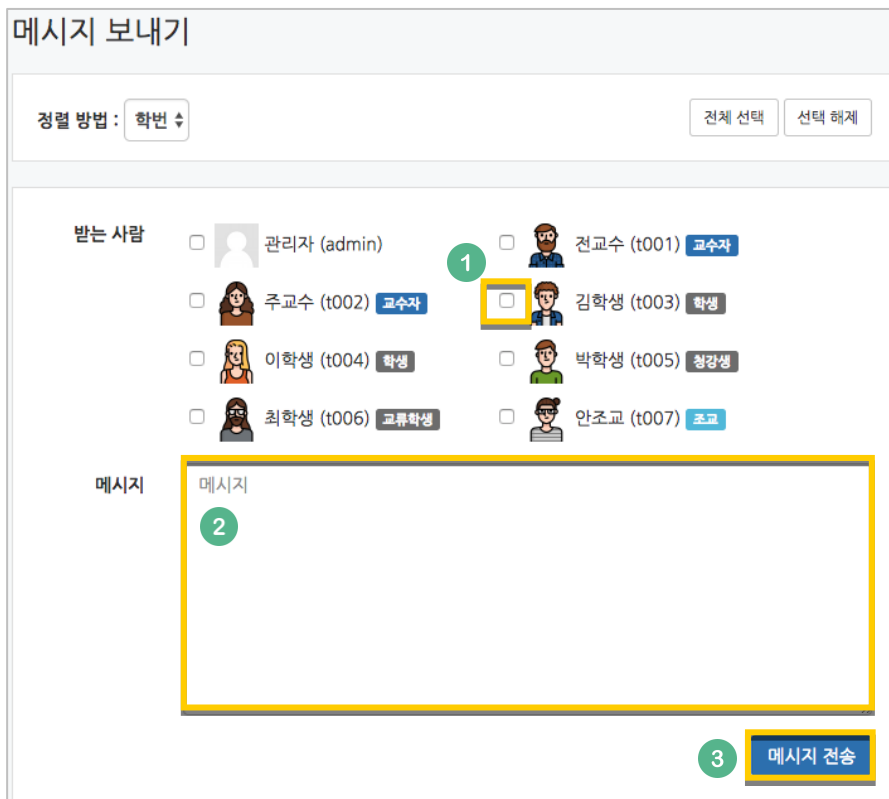 메시지 보내기
정렬 방법 : 학번 전체 선택 선택 해제
받는 사람 관리자 (admin) 전교수 (t001) 교수자
1
주교수 (t002) 교수자 김학생 (t003) 학생
이학생 (t004) 학생 박학생 (t005) 청강생
최학생 (t006) 교류학생 안조교 (t007) 조교
메시지 메시지
2
3 메시지 전송